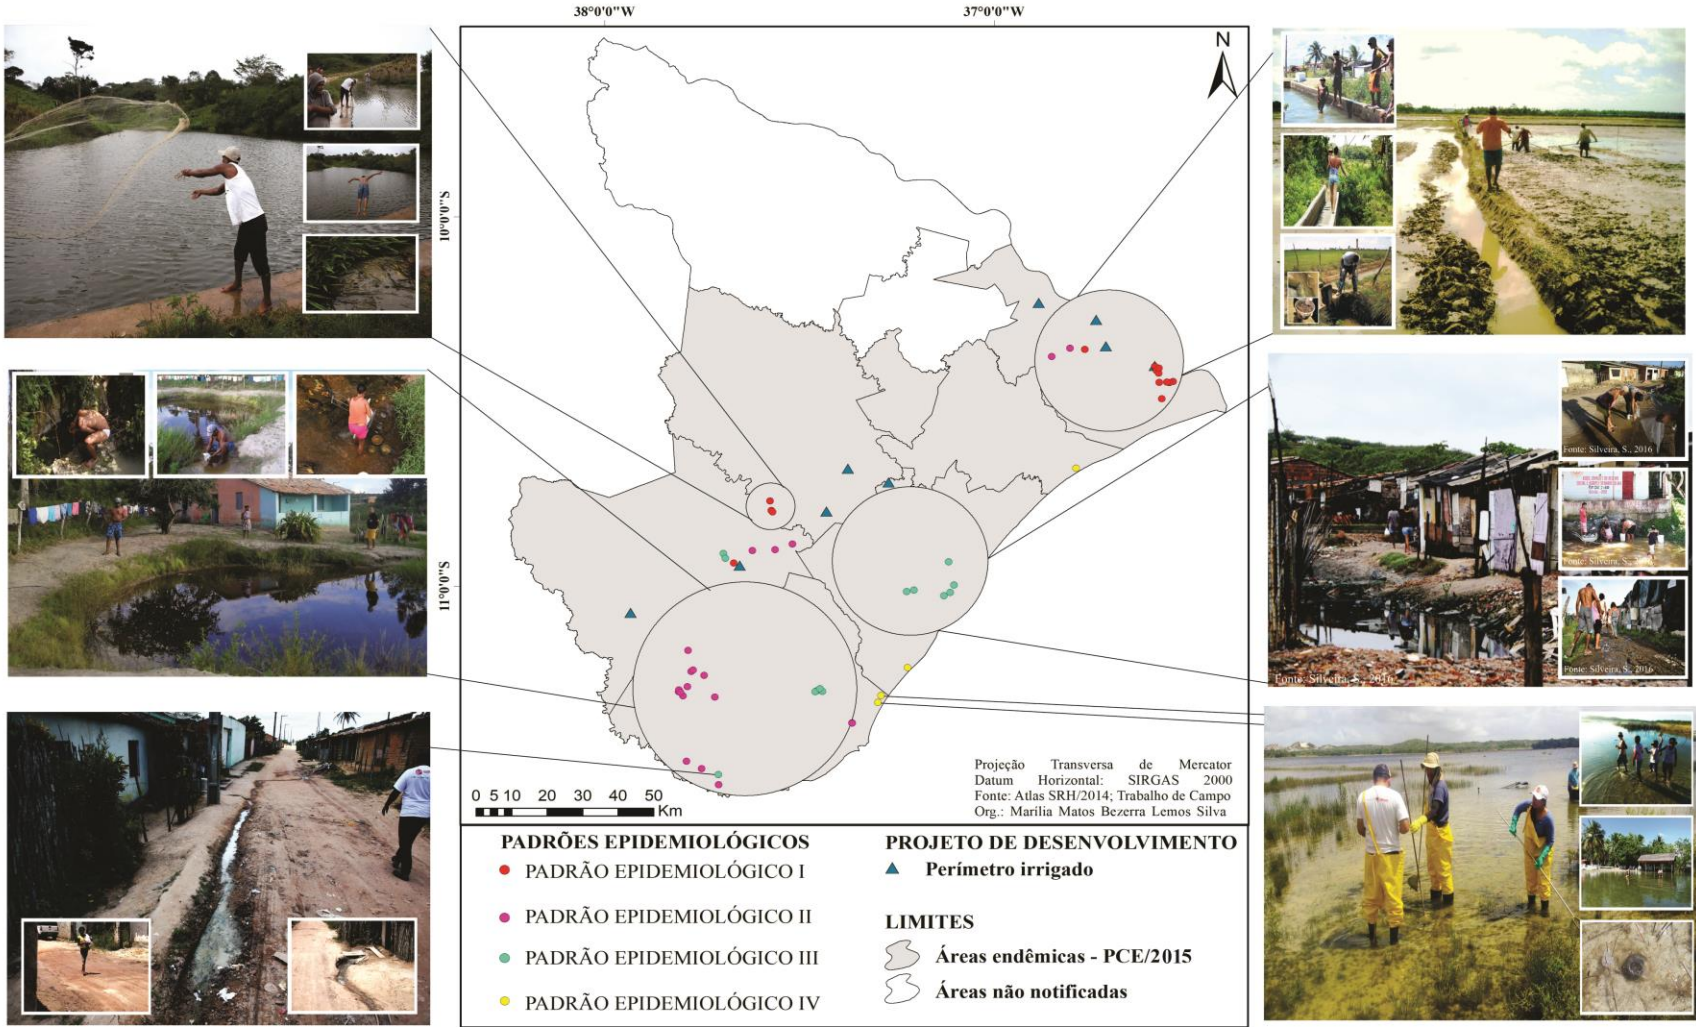 38°0'0"W
37°0'0"W
N
10°0'0"S
11°0'0"S
Fonte: Silveira, S., 2016
Fonte: Silveira, S., 2016
Fonte: Silveira, S., 2016
Projeção Transversa de Mercator
Datum Horizontal: SIRGAS 2000
Fonte: Atlas SRH/2014; Trabalho de Campo
Org.: Marília Matos Bezerra Lemos Silva
0 5 10 20 30 40 50
Km
PADRÕES EPIDEMIOLÓGICOS
PADRÃO EPIDEMIOLÓGICO I
PADRÃO EPIDEMIOLÓGICO II
PADRÃO EPIDEMIOLÓGICO III
PADRÃO EPIDEMIOLÓGICO IV
PROJETO DE DESENVOLVIMENTO
Perímetro irrigado
LIMITES
Áreas endêmicas - PCE/2015
Áreas não notificadas